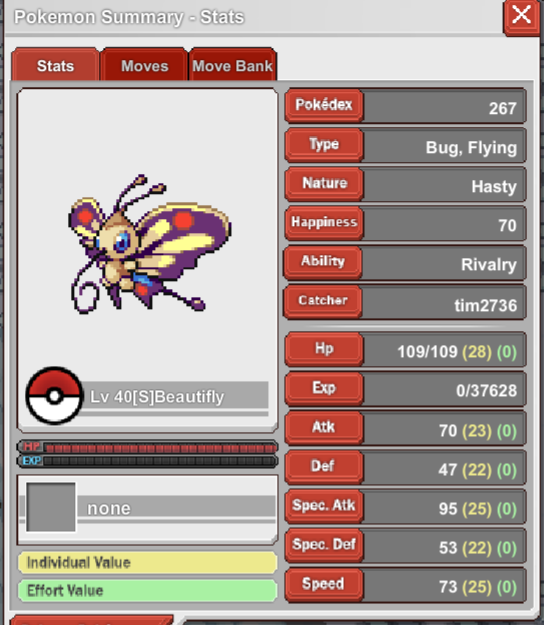 Pokemon Summary - Stats
Stats Moves Move Bank
Pokédex 267
Type Bug, Flying
Nature Hasty
Happiness 70
Ability Rivalry
Catcher tim2736
Hp 109/109 (28) (0)
Exp 0/37628
Atk 70 (23) (0)
Def 47 (22) (0)
Spec. Atk 95 (25) (0)
Spec. Def 53 (22) (0)
Speed 73 (25) (0)
Lv 40[S]Beautifly
HP
EXP
none
Individual Value
Effort Value